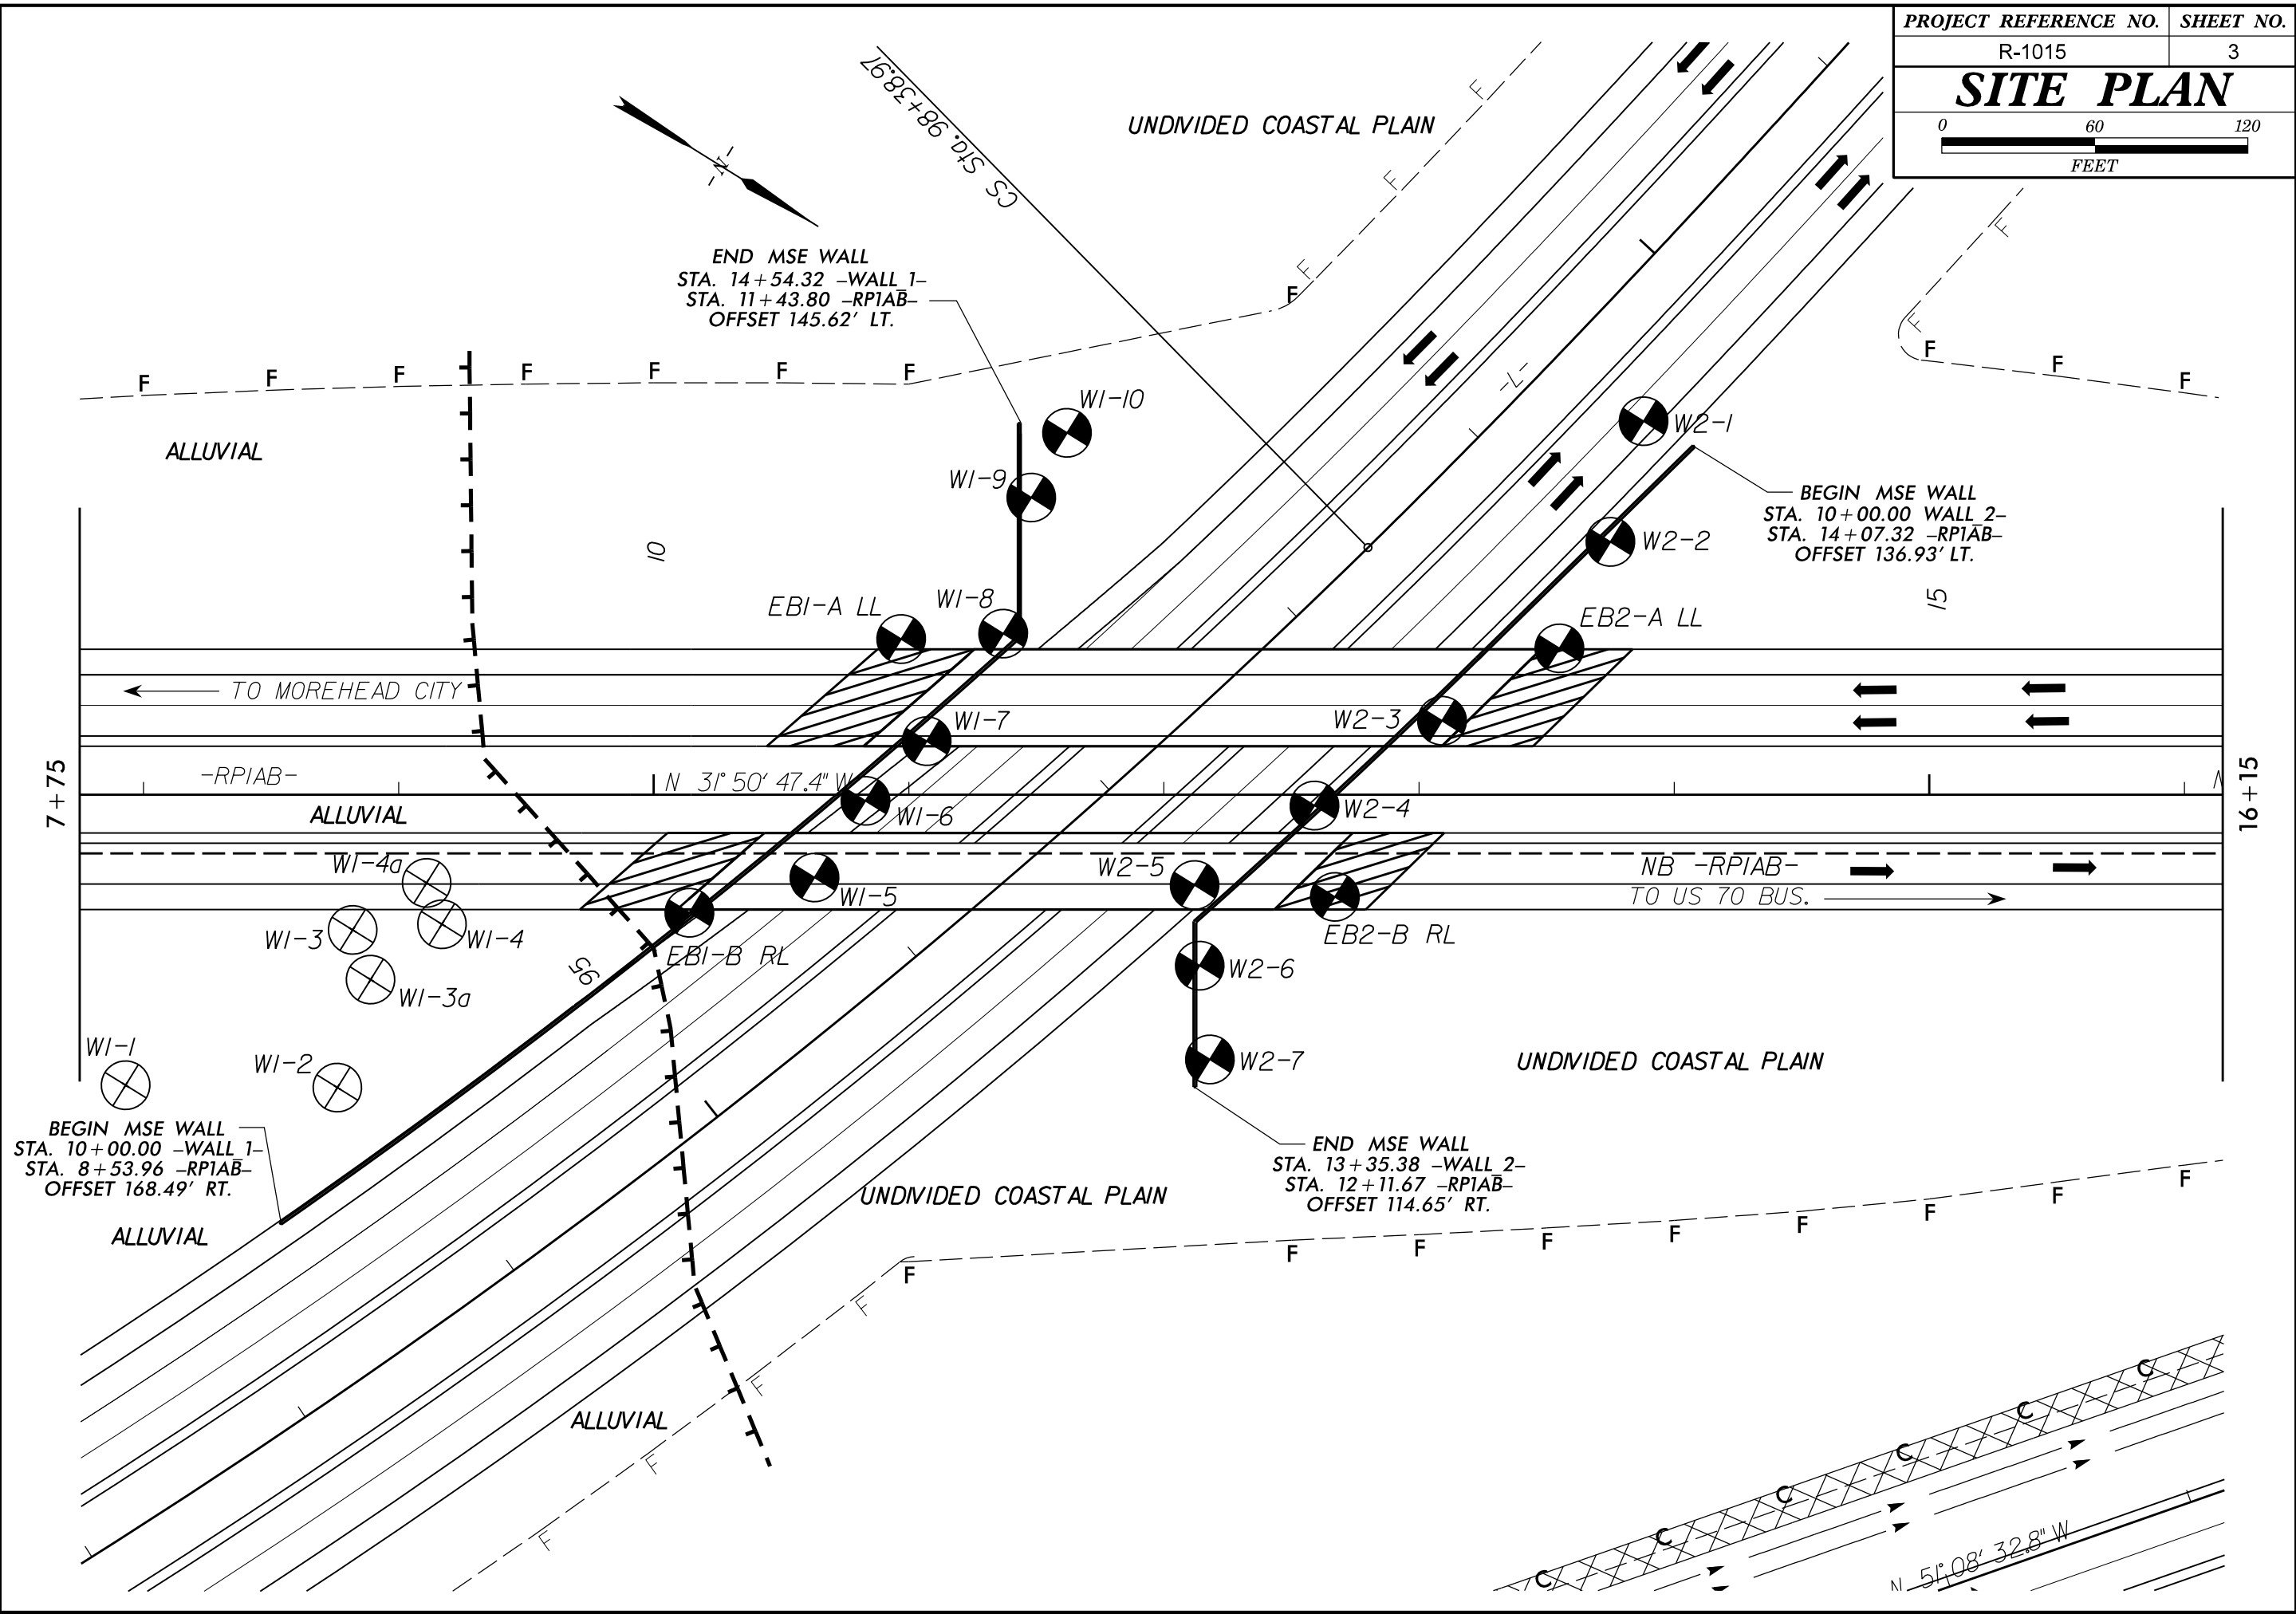 PROJECT REFERENCE NO. SHEET NO.
R-1015 3
SITE PLAN
0 60 120
FEET
CS Sta. 98+38.97
UNDIVIDED COASTAL PLAIN
-N-
F
F
F
F
F
END MSE WALL
STA. 14+54.32 -WALL_1-
STA. 11+43.80 -RP1AB-
OFFSET 145.62' LT.
F F F F F F F
F
F
F F F
-L-
W1-10
W1-9
W2-1
ALLUVIAL
BEGIN MSE WALL
STA. 10+00.00 WALL_2-
STA. 14+07.32 -RP1AB-
OFFSET 136.93' LT.
W2-2
10
15
EB1-A LL
W1-8
EB2-A LL
TO MOREHEAD CITY
W1-7
W2-3
-RP1AB-
N 31° 50' 47.4" W
N
7+75
16+15
ALLUVIAL
W1-6
W2-4
W1-4a
W1-5
W2-5
NB -RP1AB-
TO US 70 BUS.
W1-3
W1-4
EB1-B RL
EB2-B RL
95
W1-3a
W2-6
W1-1
W1-2
W2-7
UNDIVIDED COASTAL PLAIN
BEGIN MSE WALL
STA. 10+00.00 -WALL_1-
STA. 8+53.96 -RP1AB-
OFFSET 168.49' RT.
END MSE WALL
STA. 13+35.38 -WALL_2-
STA. 12+11.67 -RP1AB-
OFFSET 114.65' RT.
UNDIVIDED COASTAL PLAIN
ALLUVIAL
F F F F F F F F F
F
F
F
F
ALLUVIAL
C C C C C C
N 51° 08' 32.8" W